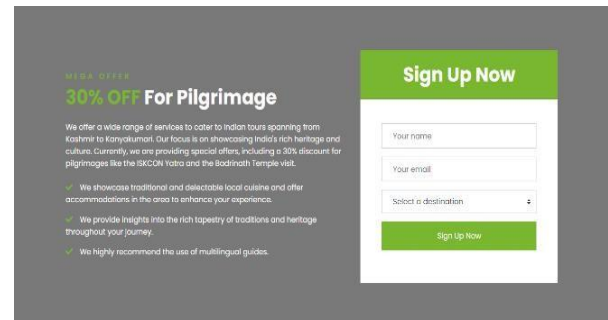 MEGA OFFER
30% OFF For Pilgrimage
We offer a wide range of services to cater to Indian tours spanning from
Kashmir to Kanyakumari. Our focus is on showcasing India's rich heritage and
culture. Currently, we are providing special offers, including a 30% discount for
pilgrimages like the ISKCON Yatra and the Badrinath Temple visit.
We showcase traditional and delectable local cuisine and offer
accommodations in the area to enhance your experience.
We provide insights into the rich tapestry of traditions and heritage
throughout your journey.
We highly recommend the use of multilingual guides.
Sign Up Now
Your name
Your email
Select a destination
Sign Up Now